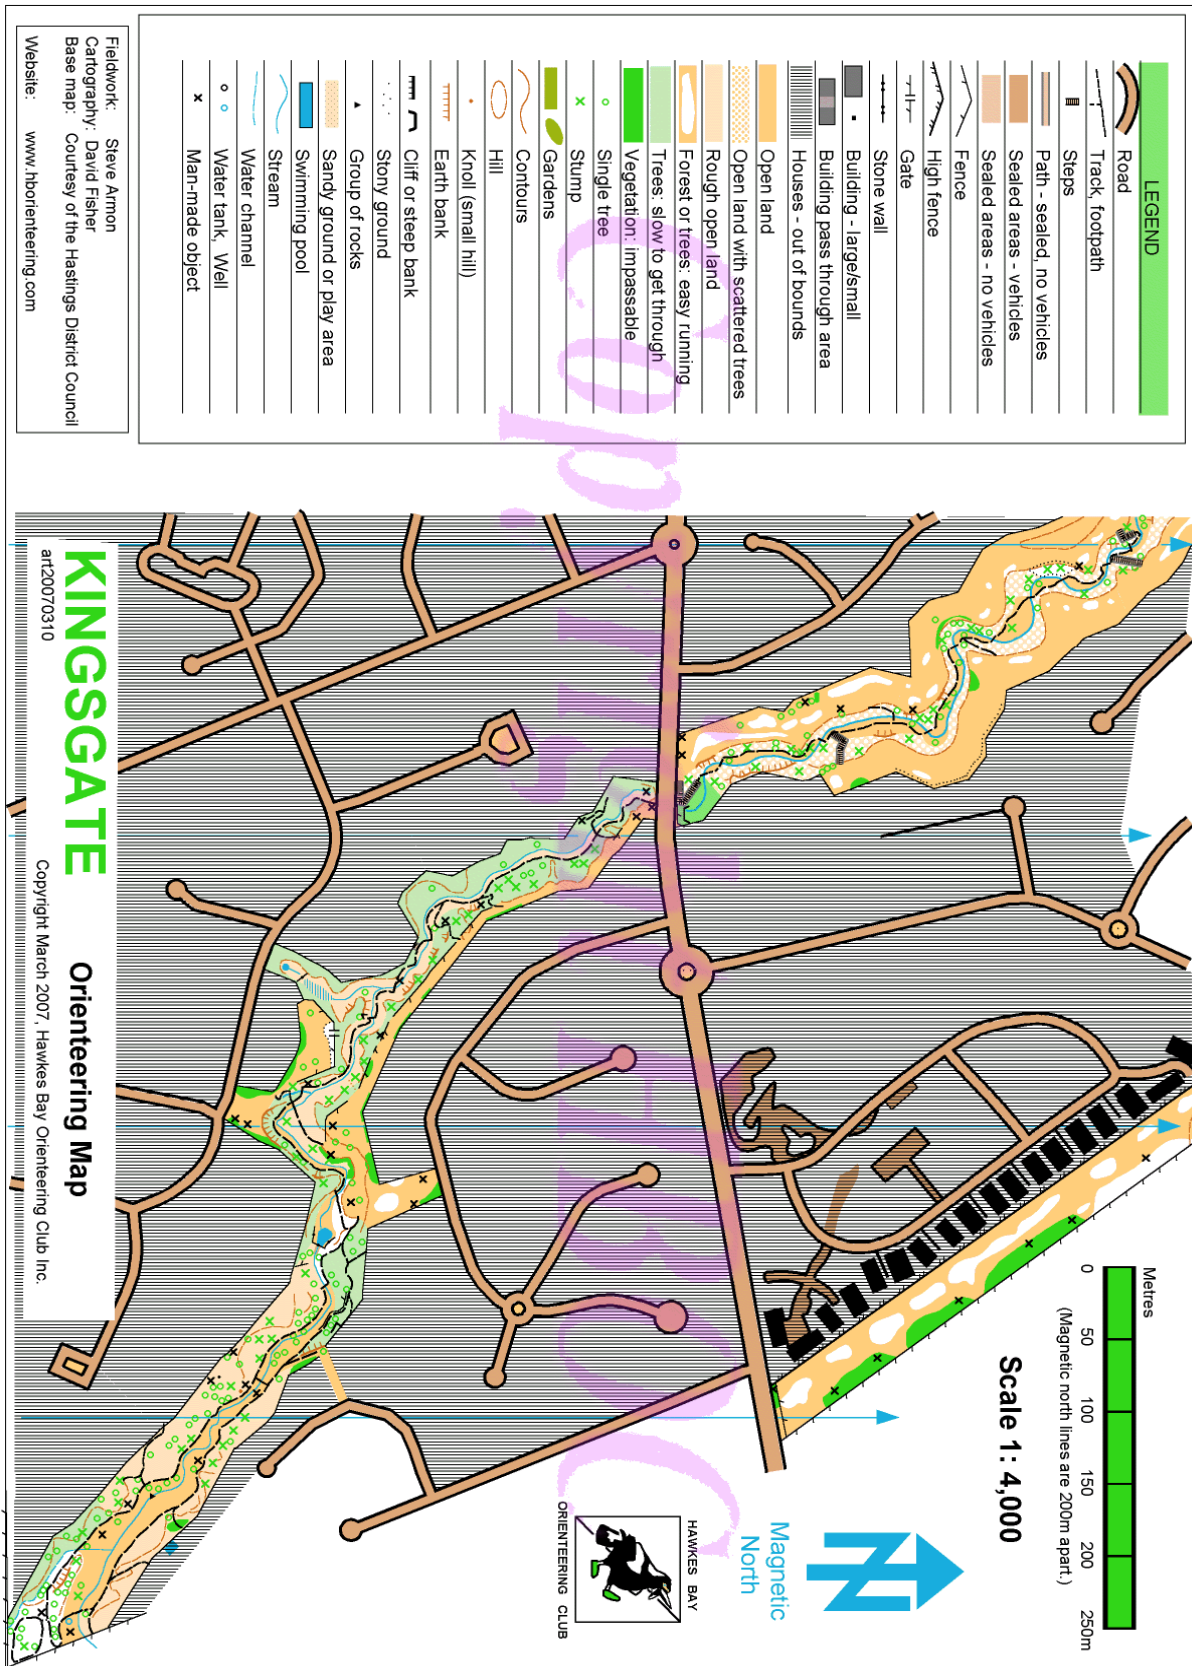 LEGEND
Road
Track, footpath
Steps
Path - sealed, no vehicles
Sealed areas - vehicles
Sealed areas - no vehicles
Fence
High fence
Gate
Stone wall
Building - large/small
Building pass through area
Houses - out of bounds
Open land
Open land with scattered trees
Rough open land
Forest or trees: easy running
Trees: slow to get through
Vegetation: impassable
Single tree
Stump
Gardens
Contours
Hill
Knoll (small hill)
Earth bank
Cliff or steep bank
Stony ground
Group of rocks
Sandy ground or play area
Swimming pool
Stream
Water channel
Water tank, Well
Man-made object
Fieldwork: Steve Armon
Cartography: David Fisher
Base map: Courtesy of the Hastings District Council
Website: www.hborienteering.com
Metres
0 50 100 150 200 250m
(Magnetic north lines are 200m apart.)
Scale 1: 4,000
Magnetic
North
N
HAWKES BAY
ORIENTEERING CLUB
KINGSGATE
Orienteering Map
art20070310
Copyright March 2007, Hawkes Bay Orienteering Club Inc.
Copyright HBOC